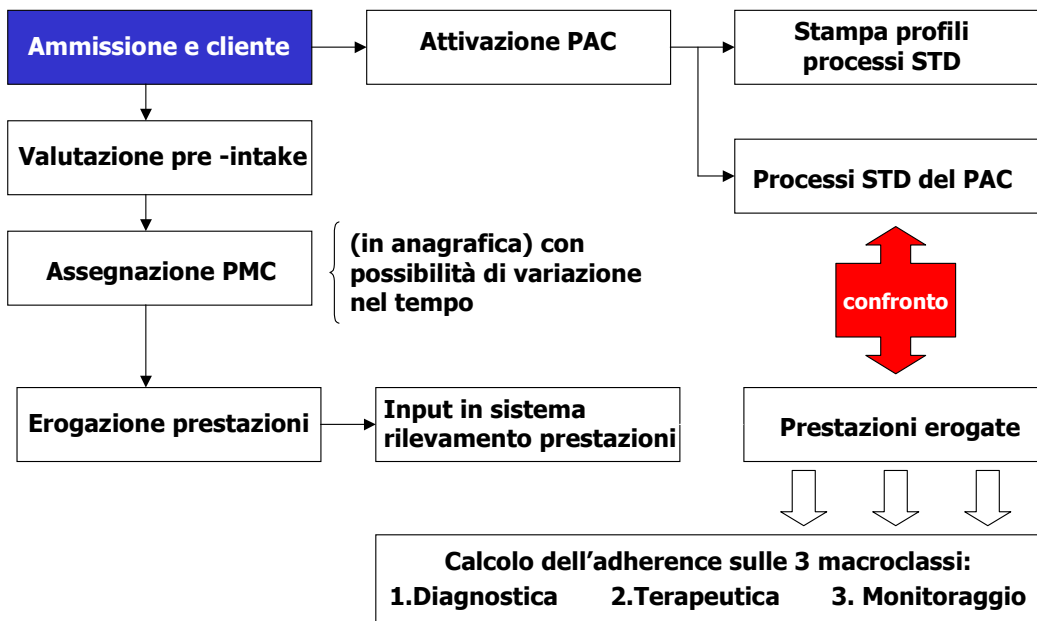 Ammissione e cliente
Attivazione PAC
Stampa profili
processi STD
Valutazione pre -intake
Processi STD del PAC
Assegnazione PMC
(in anagrafica) con
possibilità di variazione
nel tempo
confronto
Erogazione prestazioni
Input in sistema
rilevamento prestazioni
Prestazioni erogate
Calcolo dell’adherence sulle 3 macroclassi:
1.Diagnostica 2.Terapeutica 3. Monitoraggio